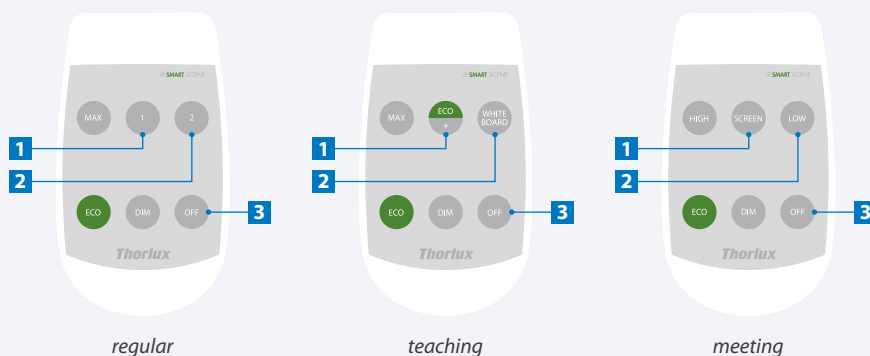 IR SMART SCENE
MAX
1
2
1
2
ECO
DIM
OFF
3
Thorlux
regular
IR SMART SCENE
MAX
ECO
+
WHITE
BOARD
1
2
ECO
DIM
OFF
3
Thorlux
teaching
IR SMART SCENE
HIGH
SCREEN
LOW
1
2
ECO
DIM
OFF
3
Thorlux
meeting